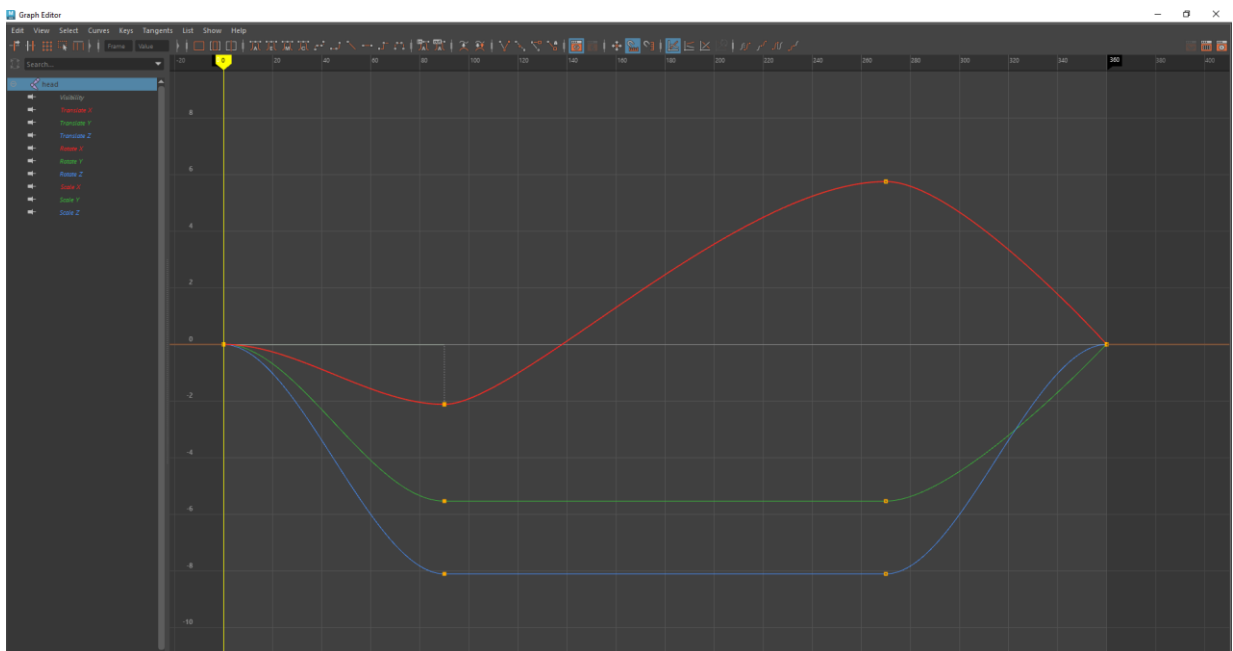 Graph Editor
Edit View Select Curves Keys Tangents List Show Help
Frame Value
Search...
-20 0 20 40 60 80 100 120 140 160 180 200 220 240 260 280 300 320 340 360 380 400
head
Visibility
Translate X
Translate Y
Translate Z
Rotate X
Rotate Y
Rotate Z
Scale X
Scale Y
Scale Z
8
6
4
2
0
-2
-4
-6
-8
-10